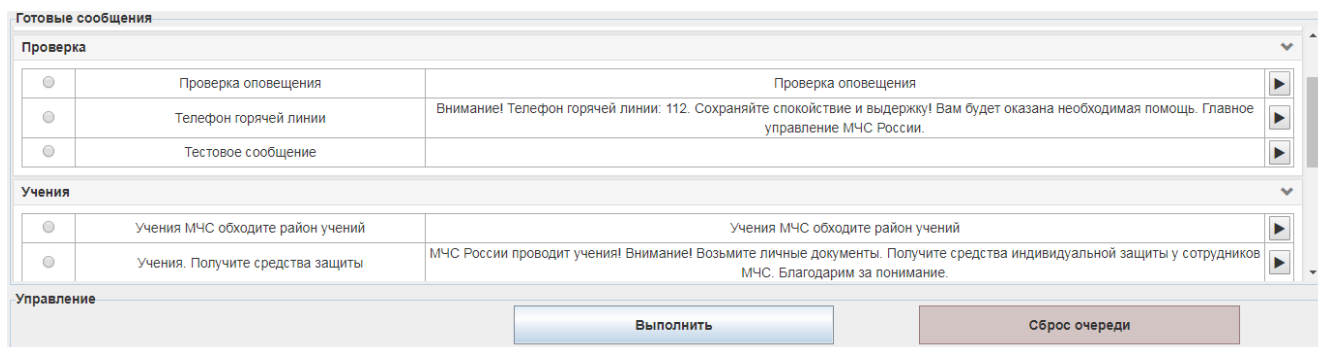 Готовые сообщения
Проверка
Проверка оповещения
Проверка оповещения
Телефон горячей линии
Внимание! Телефон горячей линии: 112. Сохраняйте спокойствие и выдержку! Вам будет оказана необходимая помощь. Главное
управление МЧС России.
Тестовое сообщение
Учения
Учения МЧС обходите район учений
Учения МЧС обходите район учений
Учения. Получите средства защиты
МЧС России проводит учения! Внимание! Возьмите личные документы. Получите средства индивидуальной защиты у сотрудников
МЧС. Благодарим за понимание.
Управление
Выполнить
Сброс очереди